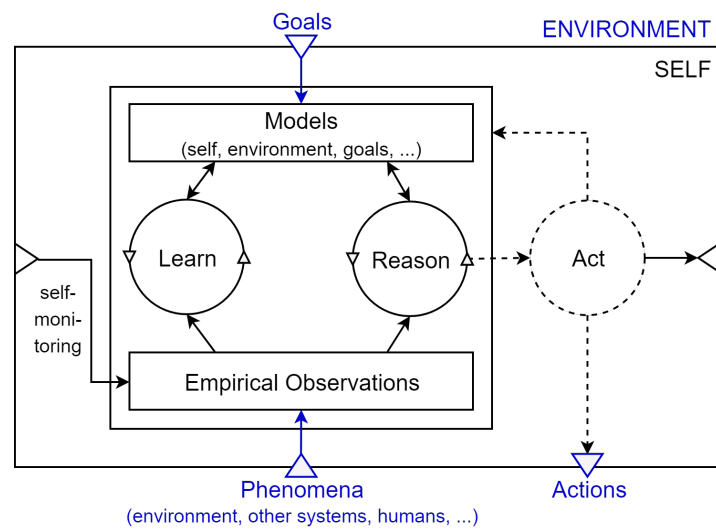 Goals
ENVIRONMENT
SELF
Models
(self, environment, goals, ...)
Learn
Reason
Act
self-
moni-
toring
Empirical Observations
Phenomena
(environment, other systems, humans, ...)
Actions